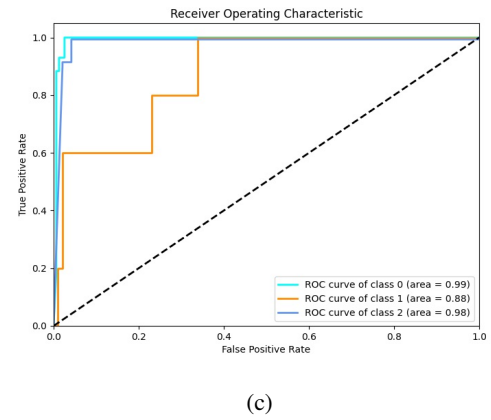 Receiver Operating Characteristic
1.0
0.8
0.6
0.4
0.2
0.0
True Positive Rate
0.0 0.2 0.4 0.6 0.8 1.0
False Positive Rate
ROC curve of class 0 (area = 0.99)
ROC curve of class 1 (area = 0.88)
ROC curve of class 2 (area = 0.98)
(c)